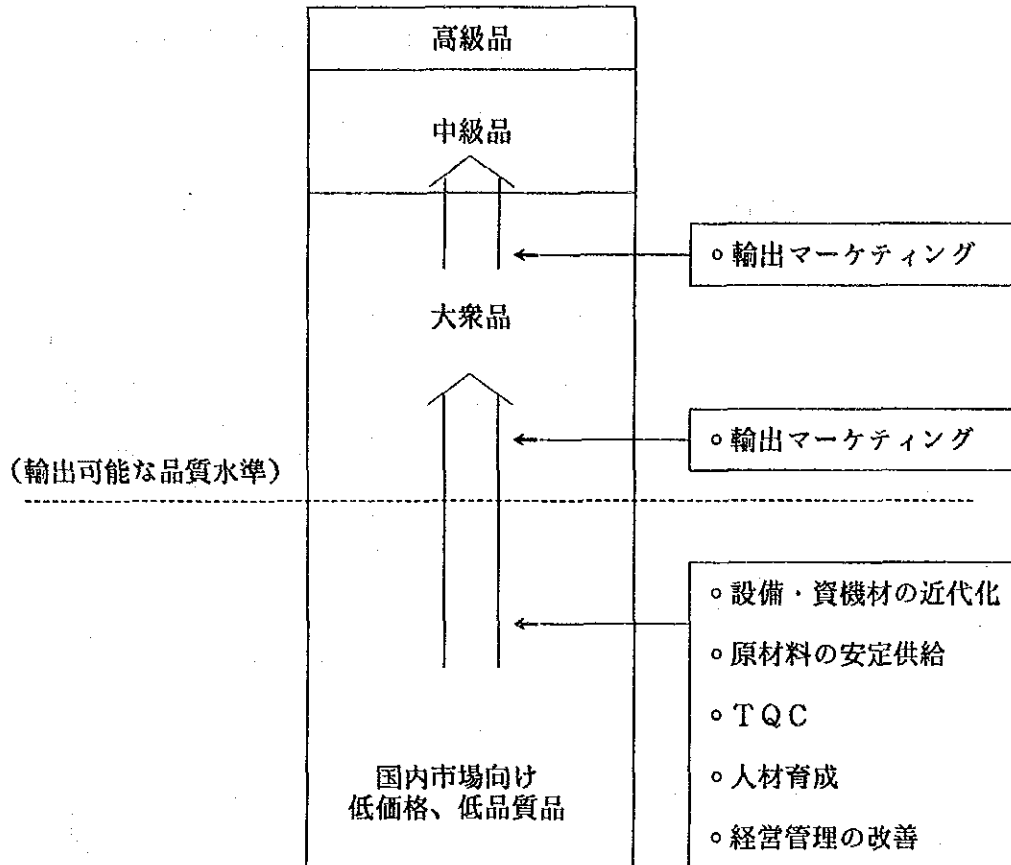 高級品
中級品
。輸出マーケティング
大衆品
。輸出マーケティング
(輸出可能な品質水準)
。設備・資機材の近代化
。原材料の安定供給
。TQC
。人材育成
。経営管理の改善
国内市場向け
低価格、低品質品